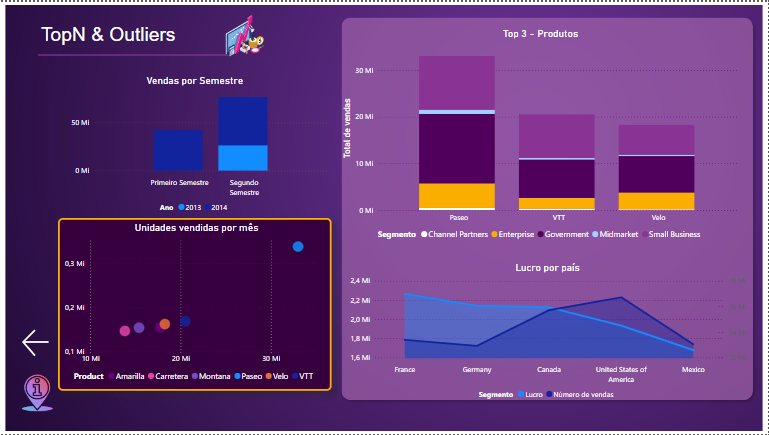 TopN & Outliers
Vendas por Semestre
50 Mi
0 Mi
Primeiro Semestre
Segundo
Semestre
Ano 2013 2014
Unidades vendidas por mês
0,3 Mi
0,2 Mi
0,1 Mi
10 Mi 20 Mi 30 Mi
Product Amarilla Carretera Montana Paseo Velo VTT
Top 3 - Produtos
Total de vendas
30 Mi
20 Mi
10 Mi
0 Mi
Paseo VTT Velo
Segmento Channel Partners Enterprise Government Midmarket Small Business
Lucro por país
2,4 Mi
2,2 Mi
2,0 Mi
1,8 Mi
1,6 Mi
France Germany Canada United States of
America
Mexico
Segmento Lucro Número de vendas